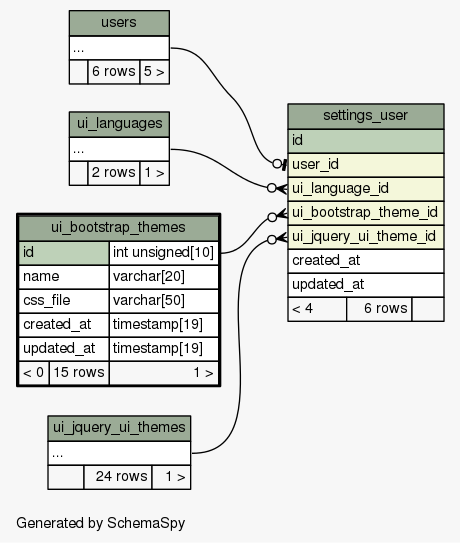 users
...
6 rows 5 >
ui_languages
...
2 rows 1 >
ui_bootstrap_themes
id int unsigned[10]
name varchar[20]
css_file varchar[50]
created_at timestamp[19]
updated_at timestamp[19]
< 0 15 rows 1 >
ui_jquery_ui_themes
...
24 rows 1 >
settings_user
id
user_id
ui_language_id
ui_bootstrap_theme_id
ui_jquery_ui_theme_id
created_at
updated_at
< 4 6 rows
Generated by SchemaSpy